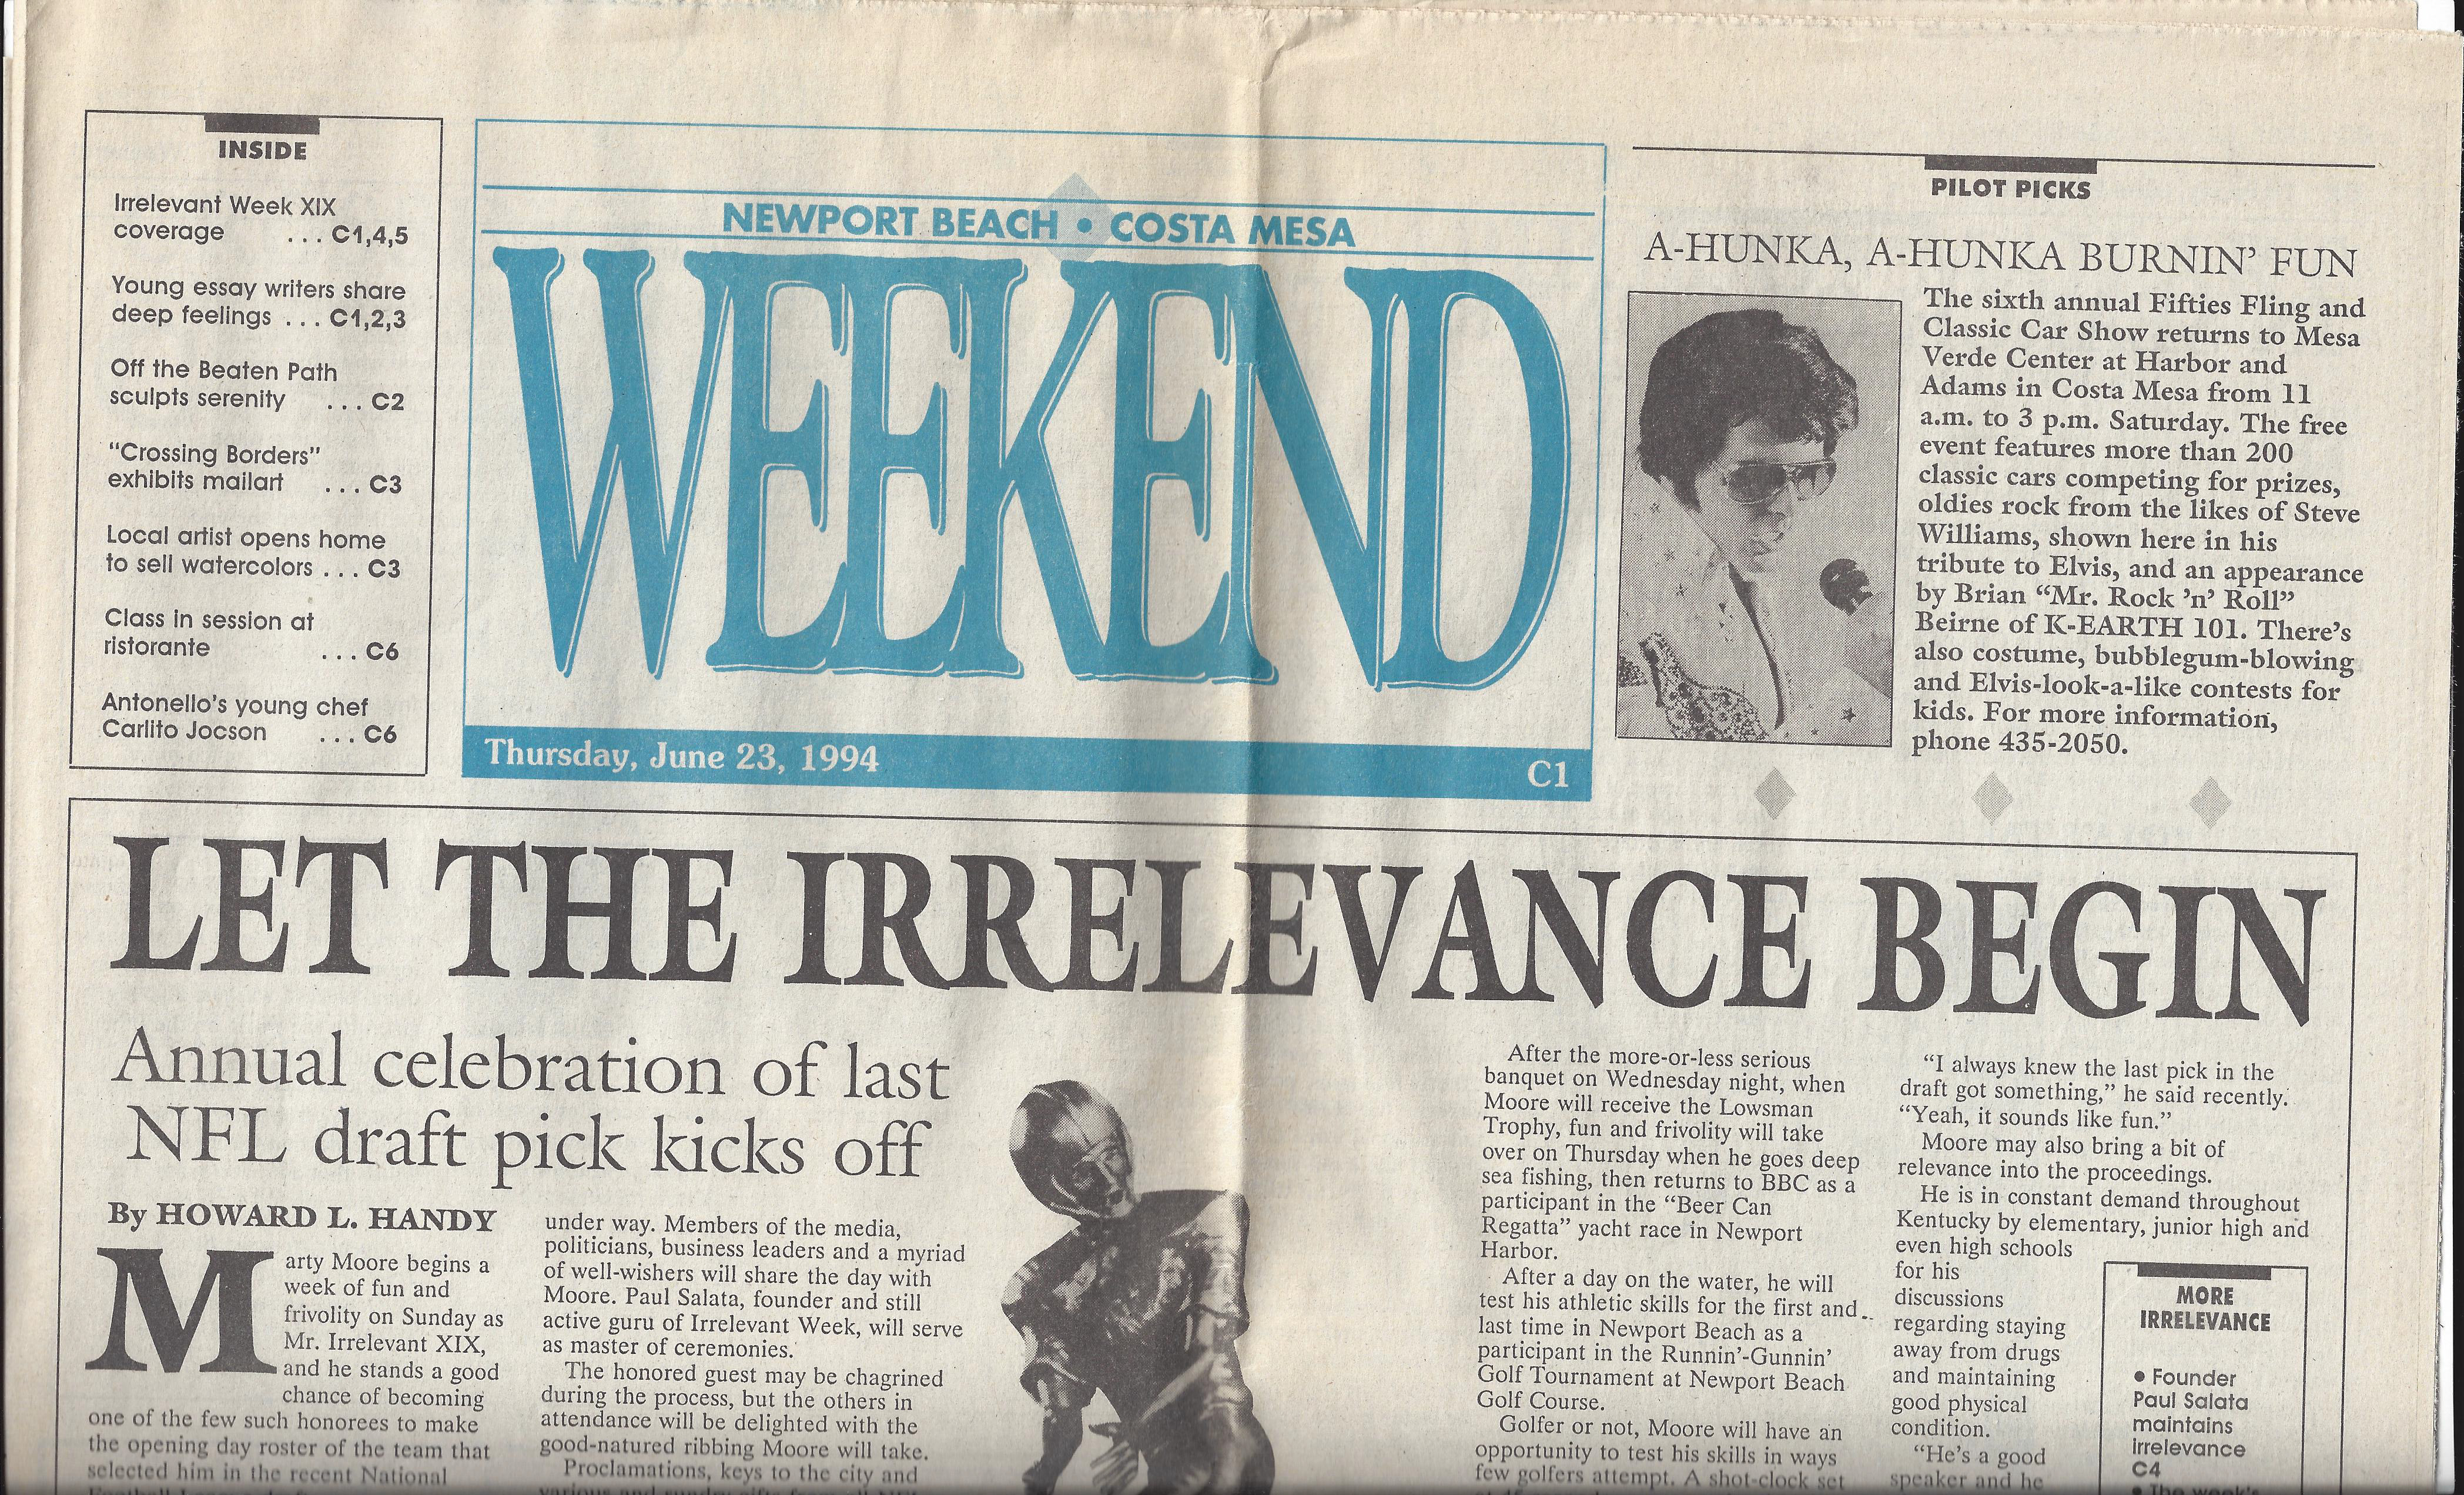 INSIDE
Irrelevant Week XIX
coverage ... C1,4,5
Young essay writers share
deep feelings ... C1,2,3
Off the Beaten Path
sculpts serenity ... C2
“Crossing Borders”
exhibits mailart ... C3
Local artist opens home
to sell watercolors ... C3
Class in session at
ristorante ... C6
Antonello’s young chef
Carlito Jocson ... C6
NEWPORT BEACH • COSTA MESA
WEEKEND
Thursday, June 23, 1994 C1
PILOT PICKS
A-HUNKA, A-HUNKA BURNIN’ FUN
The sixth annual Fifties Fling and
Classic Car Show returns to Mesa
Verde Center at Harbor and
Adams in Costa Mesa from 11
a.m. to 3 p.m. Saturday. The free
event features more than 200
classic cars competing for prizes,
oldies rock from the likes of Steve
Williams, shown here in his
tribute to Elvis, and an appearance
by Brian “Mr. Rock ’n’ Roll”
Beirne of K-EARTH 101. There’s
also costume, bubblegum-blowing
and Elvis-look-a-like contests for
kids. For more information,
phone 435-2050.
LET THE IRRELEVANCE BEGIN
Annual celebration of last
NFL draft pick kicks off
By HOWARD L. HANDY
Marty Moore begins a
week of fun and
frivolity on Sunday as
Mr. Irrelevant XIX,
and he stands a good
chance of becoming
one of the few such honorees to make
the opening day roster of the team that
selected him in the recent National
under way. Members of the media,
politicians, business leaders and a myriad
of well-wishers will share the day with
Moore. Paul Salata, founder and still
active guru of Irrelevant Week, will serve
as master of ceremonies.
The honored guest may be chagrined
during the process, but the others in
attendance will be delighted with the
good-natured ribbing Moore will take.
Proclamations, keys to the city and
After the more-or-less serious
banquet on Wednesday night, when
Moore will receive the Lowsman
Trophy, fun and frivolity will take
over on Thursday when he goes deep
sea fishing, then returns to BBC as a
participant in the “Beer Can
Regatta” yacht race in Newport
Harbor.
After a day on the water, he will
test his athletic skills for the first and
last time in Newport Beach as a
participant in the Runnin’-Gunnin’
Golf Tournament at Newport Beach
Golf Course.
Golfer or not, Moore will have an
opportunity to test his skills in ways
few golfers attempt. A shot-clock set
“I always knew the last pick in the
draft got something,” he said recently.
“Yeah, it sounds like fun.”
Moore may also bring a bit of
relevance into the proceedings.
He is in constant demand throughout
Kentucky by elementary, junior high and
even high schools
for his
discussions
regarding staying
away from drugs
and maintaining
good physical
condition.
“He’s a good
speaker and he
MORE
IRRELEVANCE
• Founder
Paul Salata
maintains
irrelevance
C4
• The week’s